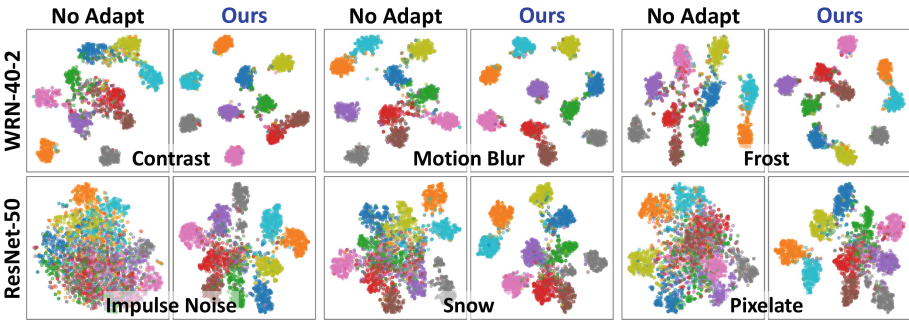 No Adapt Ours No Adapt Ours No Adapt Ours
WRN-40-2
Contrast Motion Blur Frost
ResNet-50
Impulse Noise Snow Pixelate